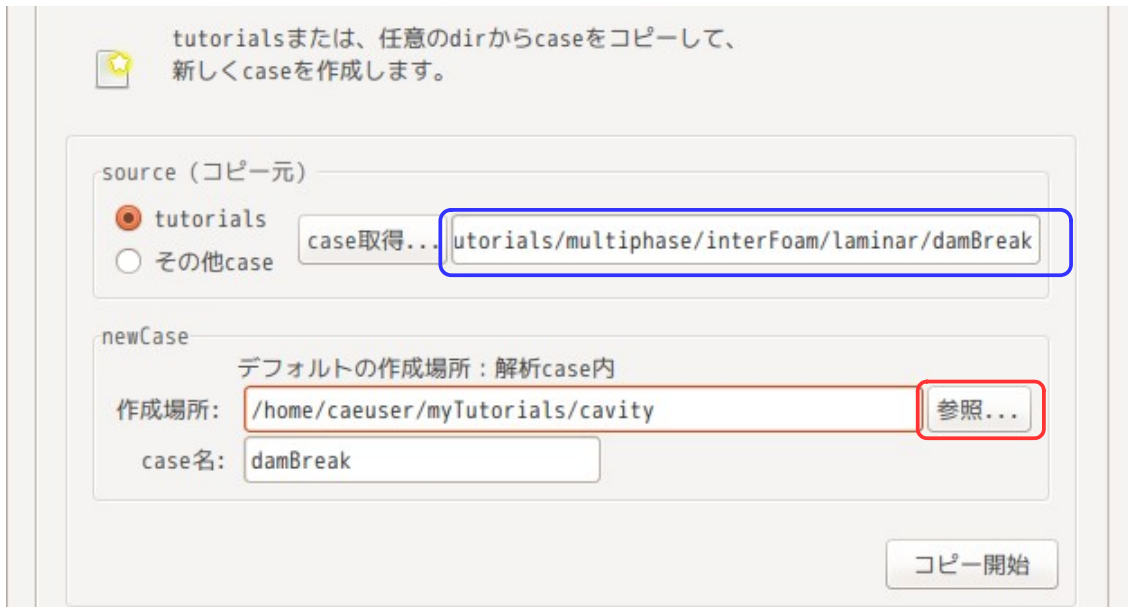 tutorialsまたは、任意のdirからcaseをコピーして、
新しくcaseを作成します。
source (コピー元)
tutorials
その他case
case取得...
utorials/multiphase/interFoam/laminar/damBreak
newCase
デフォルトの作成場所：解析case内
作成場所: /home/caeuser/myTutorials/cavity 参照...
case名: damBreak
コピー開始